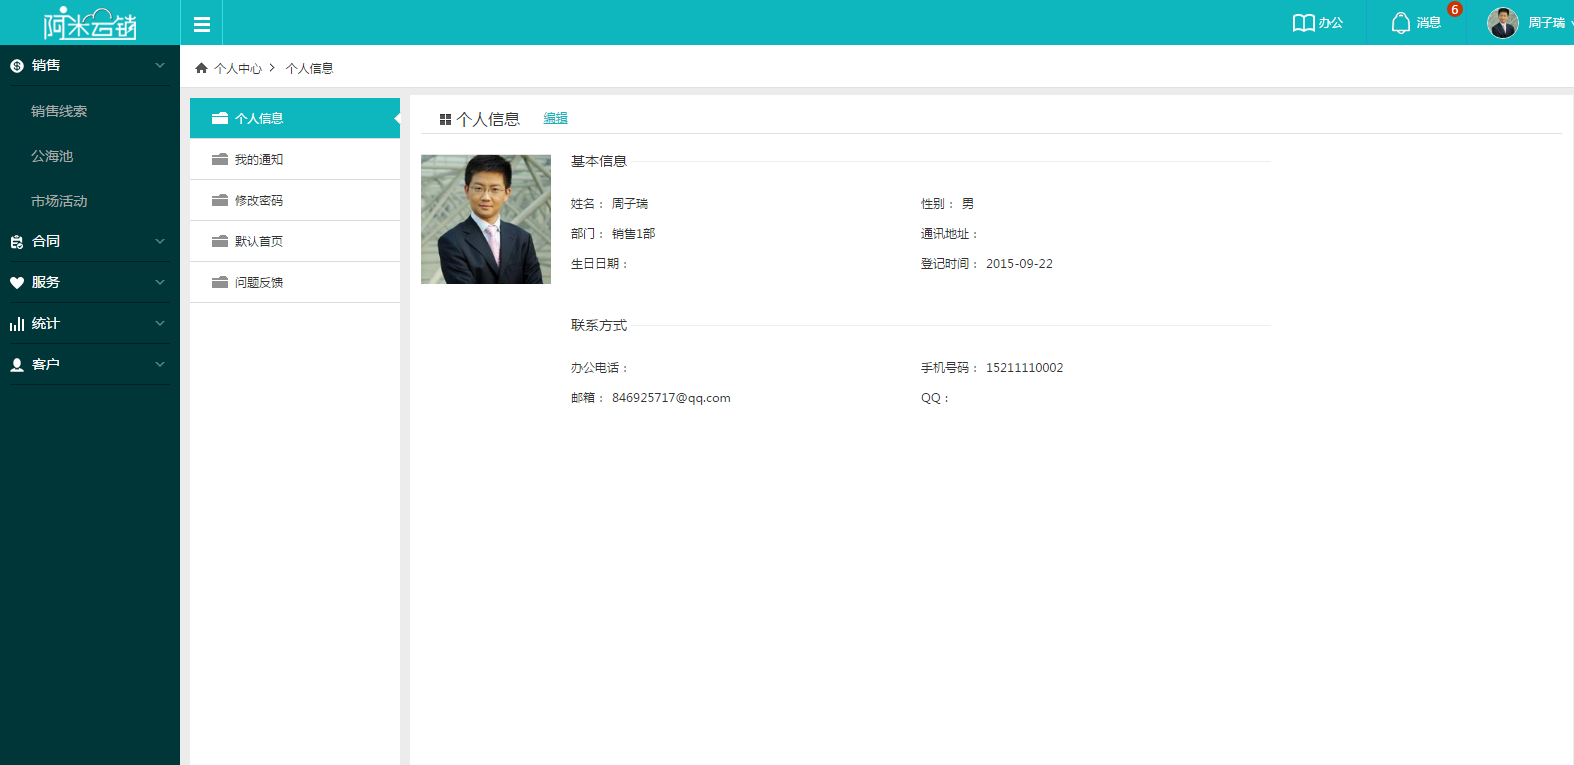 阿米云销
办公
消息
6
周子瑞
销售
销售线索
公海池
市场活动
合同
服务
统计
客户
个人中心 > 个人信息
个人信息
我的通知
修改密码
默认首页
问题反馈
个人信息 编辑
基本信息
姓名： 周子瑞 性别： 男
部门： 销售1部 通讯地址：
生日日期： 登记时间： 2015-09-22
联系方式
办公电话： 手机号码： 15211110002
邮箱： 846925717@qq.com QQ：